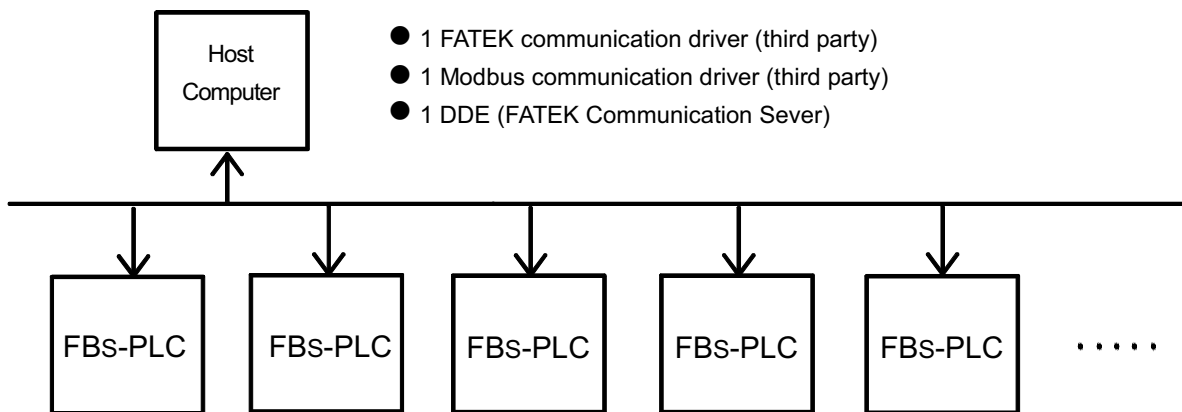 Host
Computer
● 1 FATEK communication driver (third party)
● 1 Modbus communication driver (third party)
● 1 DDE (FATEK Communication Sever)
FBs-PLC
FBs-PLC
FBs-PLC
FBs-PLC
FBs-PLC
· · · · ·